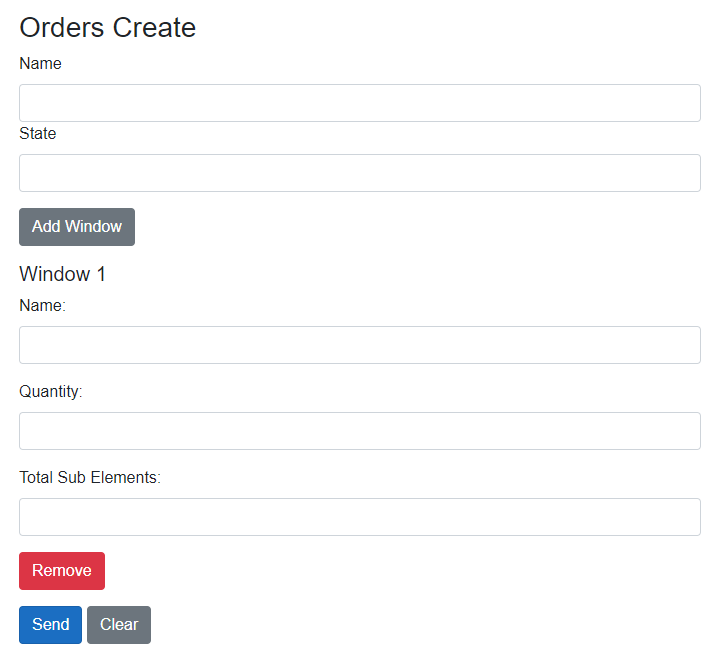 Orders Create
Name
State
Add Window
Window 1
Name:
Quantity:
Total Sub Elements:
Remove
Send Clear